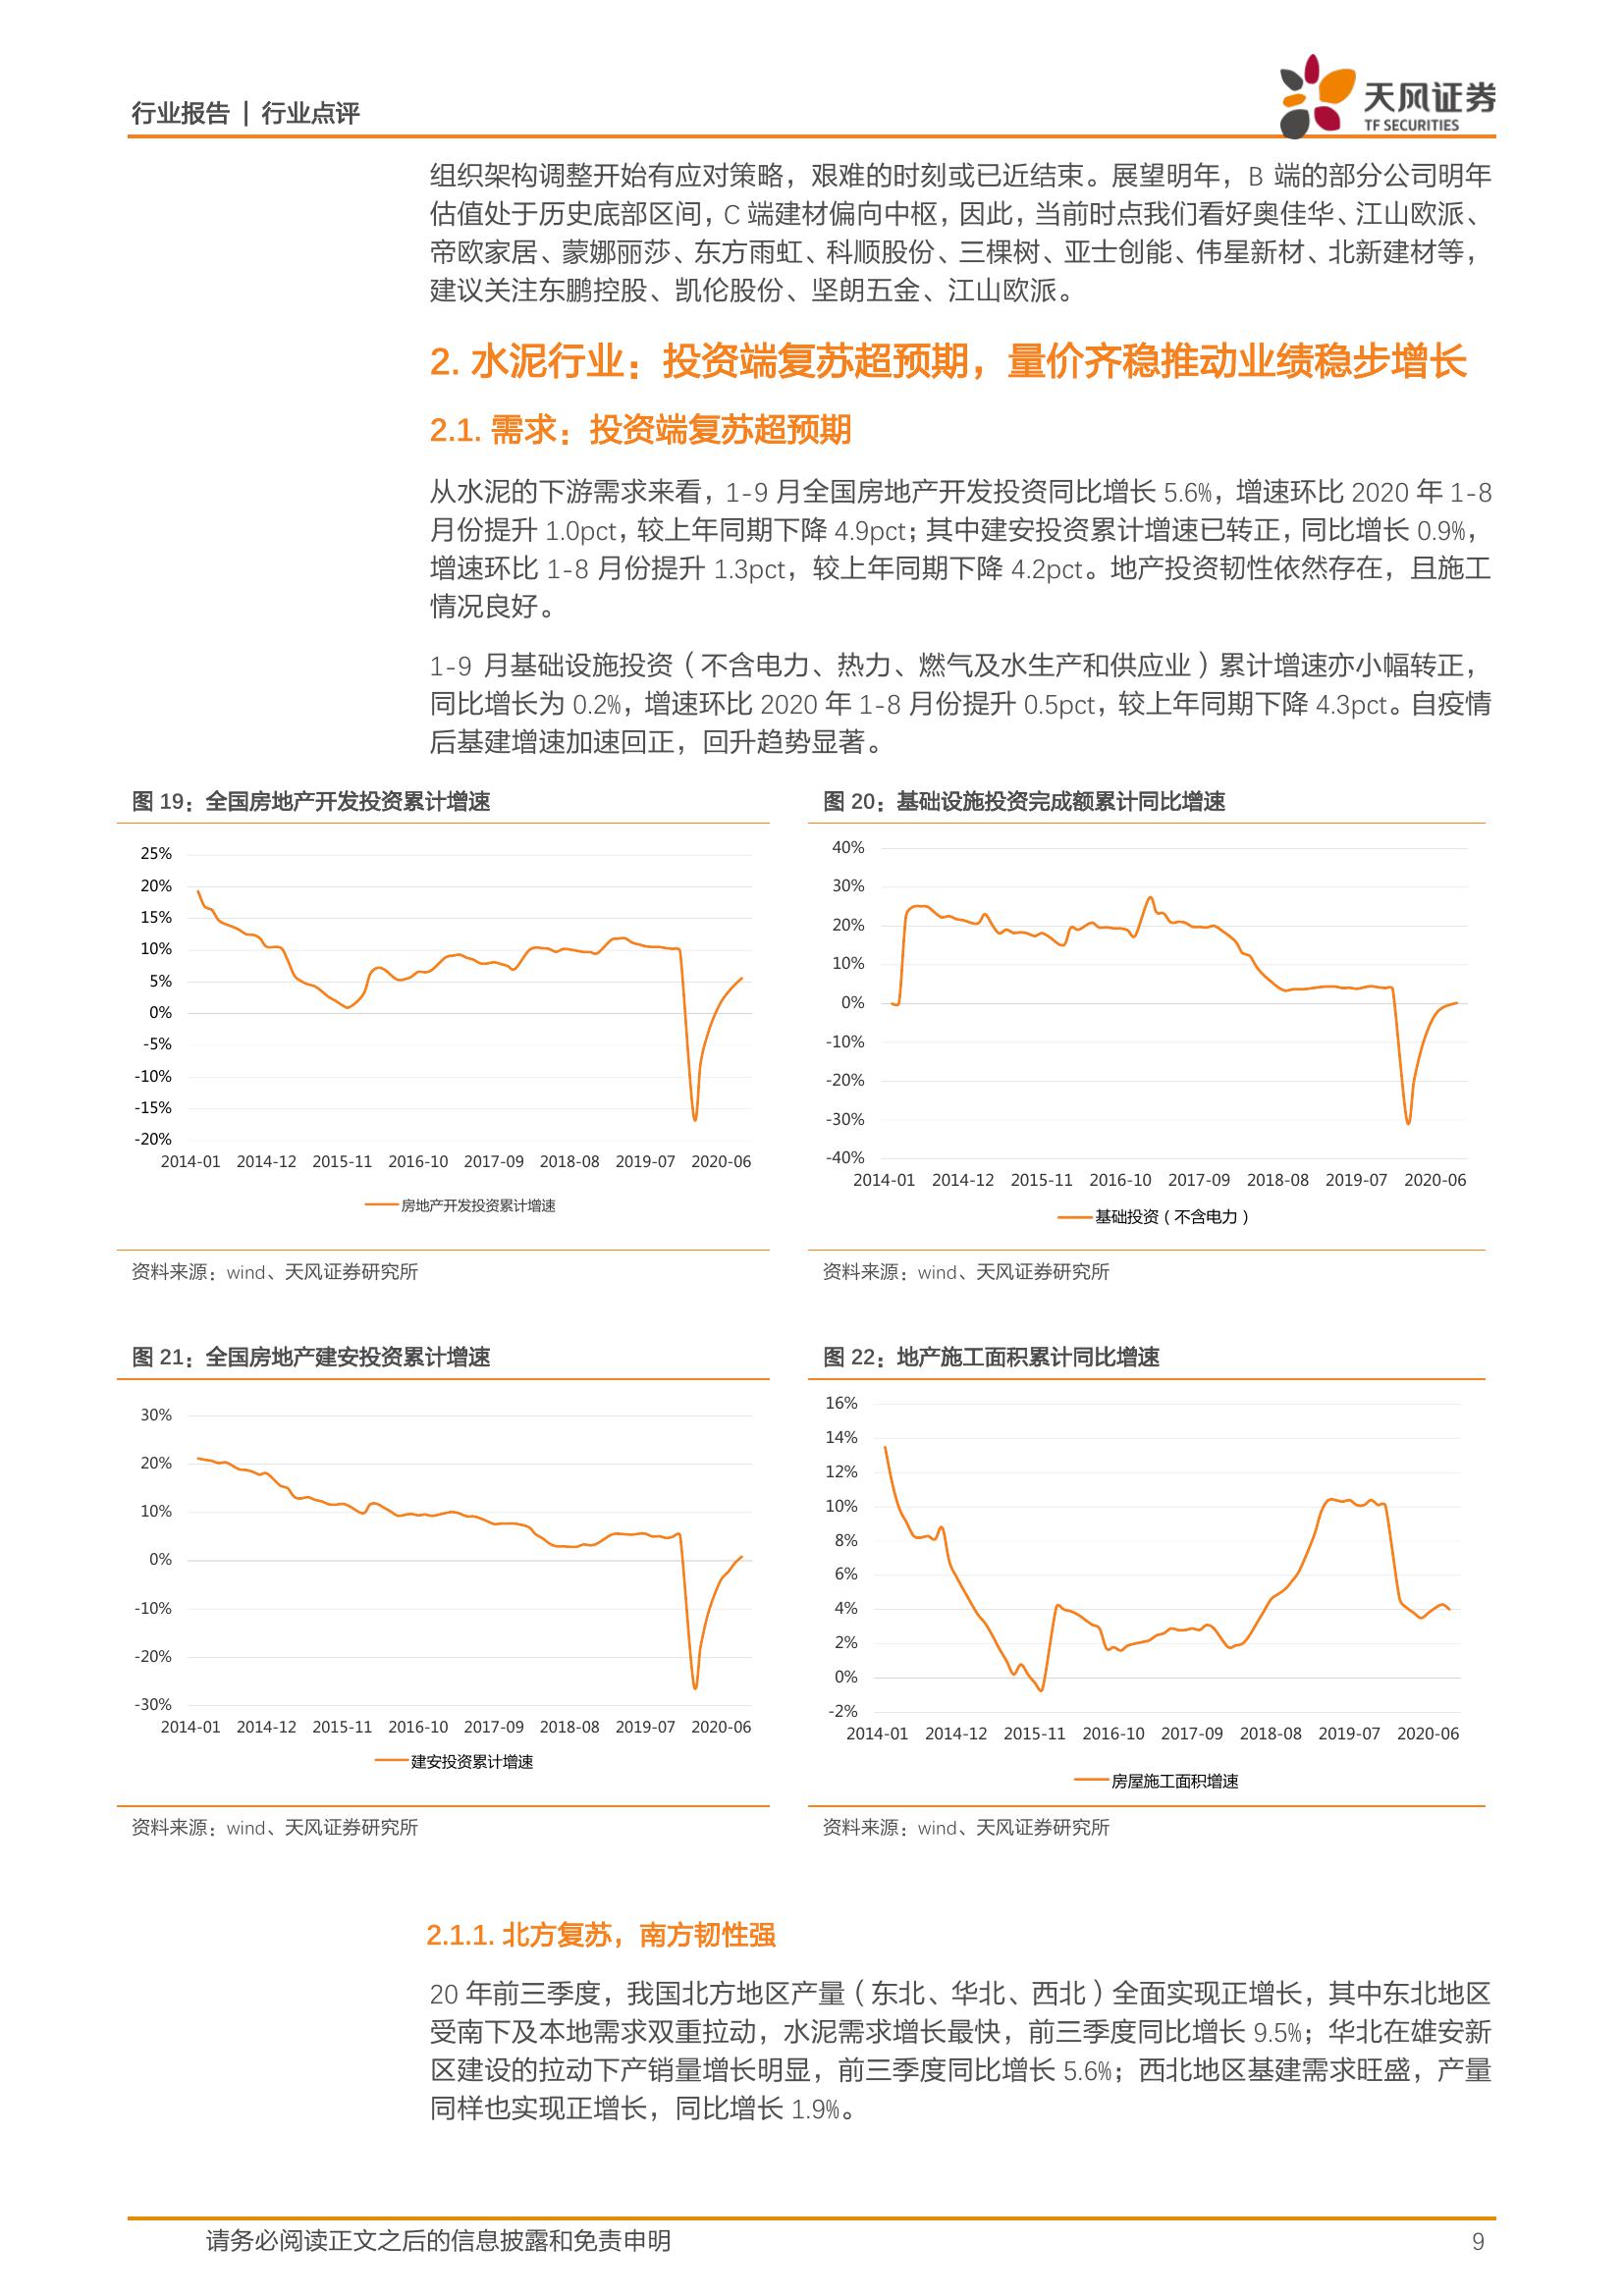 行业报告 | 行业点评
天风证券
TF SECURITIES
组织架构调整开始有应对策略，艰难的时刻或已近结束。展望明年，B 端的部分公司明年
估值处于历史底部区间，C 端建材偏向中枢，因此，当前时点我们看好奥佳华、江山欧派、
帝欧家居、蒙娜丽莎、东方雨虹、科顺股份、三棵树、亚士创能、伟星新材、北新建材等，
建议关注东鹏控股、凯伦股份、坚朗五金、江山欧派。
2. 水泥行业：投资端复苏超预期，量价齐稳推动业绩稳步增长
2.1. 需求：投资端复苏超预期
从水泥的下游需求来看，1-9 月全国房地产开发投资同比增长 5.6%，增速环比 2020 年 1-8
月份提升 1.0pct，较上年同期下降 4.9pct；其中建安投资累计增速已转正，同比增长 0.9%，
增速环比 1-8 月份提升 1.3pct，较上年同期下降 4.2pct。地产投资韧性依然存在，且施工
情况良好。
1-9 月基础设施投资（不含电力、热力、燃气及水生产和供应业）累计增速亦小幅转正，
同比增长为 0.2%，增速环比 2020 年 1-8 月份提升 0.5pct，较上年同期下降 4.3pct。自疫情
后基建增速加速回正，回升趋势显著。
图 19：全国房地产开发投资累计增速
25%
20%
15%
10%
5%
0%
-5%
-10%
-15%
-20%
2014-01 2014-12 2015-11 2016-10 2017-09 2018-08 2019-07 2020-06
房地产开发投资累计增速
资料来源：wind、天风证券研究所
图 20：基础设施投资完成额累计同比增速
40%
30%
20%
10%
0%
-10%
-20%
-30%
-40%
2014-01 2014-12 2015-11 2016-10 2017-09 2018-08 2019-07 2020-06
基础投资（不含电力）
资料来源：wind、天风证券研究所
图 21：全国房地产建安投资累计增速
30%
20%
10%
0%
-10%
-20%
-30%
2014-01 2014-12 2015-11 2016-10 2017-09 2018-08 2019-07 2020-06
建安投资累计增速
资料来源：wind、天风证券研究所
图 22：地产施工面积累计同比增速
16%
14%
12%
10%
8%
6%
4%
2%
0%
-2%
2014-01 2014-12 2015-11 2016-10 2017-09 2018-08 2019-07 2020-06
房屋施工面积增速
资料来源：wind、天风证券研究所
2.1.1. 北方复苏，南方韧性强
20 年前三季度，我国北方地区产量（东北、华北、西北）全面实现正增长，其中东北地区
受南下及本地需求双重拉动，水泥需求增长最快，前三季度同比增长 9.5%；华北在雄安新
区建设的拉动下产销量增长明显，前三季度同比增长 5.6%；西北地区基建需求旺盛，产量
同样也实现正增长，同比增长 1.9%。
请务必阅读正文之后的信息披露和免责申明
9